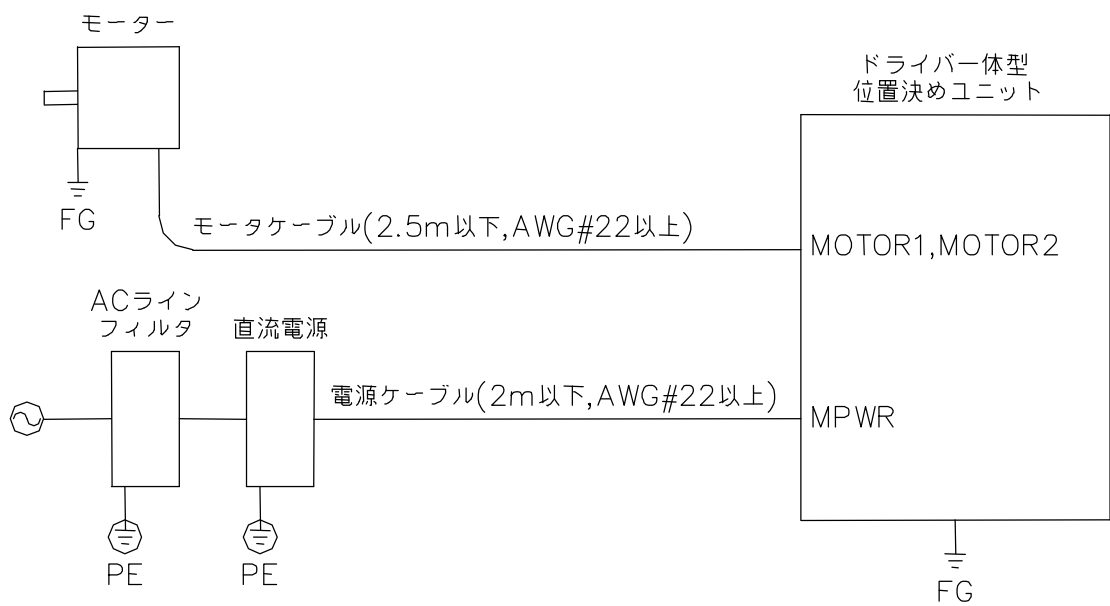 モーター
ドライバー体型
位置決めユニット
FG
モータケーブル(2.5m以下,AWG#22以上)
MOTOR1,MOTOR2
ACライン
フィルタ
直流電源
電源ケーブル(2m以下,AWG#22以上)
MPWR
PE
PE
FG